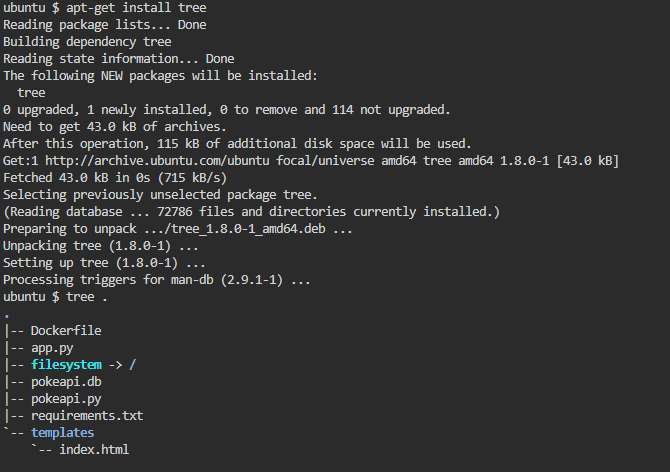 ubuntu $ apt-get install tree
Reading package lists... Done
Building dependency tree
Reading state information... Done
The following NEW packages will be installed:
  tree
0 upgraded, 1 newly installed, 0 to remove and 114 not upgraded.
Need to get 43.0 kB of archives.
After this operation, 115 kB of additional disk space will be used.
Get:1 http://archive.ubuntu.com/ubuntu focal/universe amd64 tree amd64 1.8.0-1 [43.0 kB]
Fetched 43.0 kB in 0s (715 kB/s)
Selecting previously unselected package tree.
(Reading database ... 72786 files and directories currently installed.)
Preparing to unpack .../tree_1.8.0-1_amd64.deb ...
Unpacking tree (1.8.0-1) ...
Setting up tree (1.8.0-1) ...
Processing triggers for man-db (2.9.1-1) ...
ubuntu $ tree .
.
|-- Dockerfile
|-- app.py
|-- filesystem -> /
|-- pokeapi.db
|-- pokeapi.py
|-- requirements.txt
`-- templates
    `-- index.html